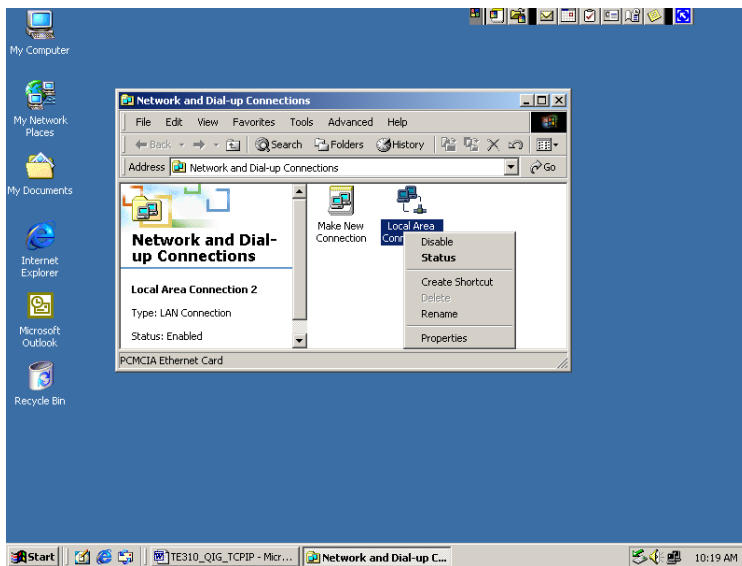 My Computer
My Network
Places
My Documents
Internet
Explorer
Microsoft
Outlook
Recycle Bin
Network and Dial-up Connections
File Edit View Favorites Tools Advanced Help
Back Search Folders History
Address Network and Dial-up Connections Go
Network and Dial-
up Connections
Local Area Connection 2
Type: LAN Connection
Status: Enabled
Make New
Connection
Local Area
Disable
Status
Create Shortcut
Delete
Rename
Properties
PCMCIA Ethernet Card
Start TE310_QIG_TCPIP - Micr... Network and Dial-up C... 10:19 AM